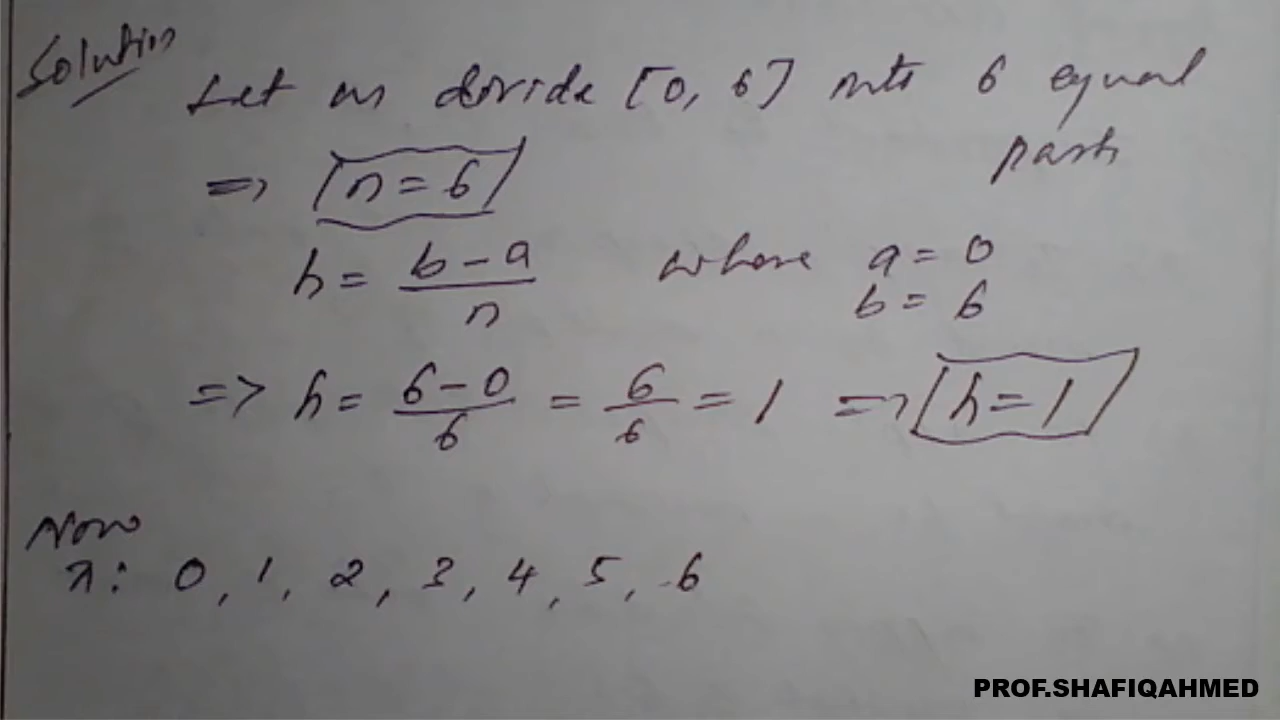 Solution
Let us divide [0, 6] into 6 equal
parts
=> n = 6
h = b - a / n where a = 0
b = 6
=> h = 6 - 0 / 6 = 6 / 6 = 1 => h = 1
Now
x: 0, 1, 2, 3, 4, 5, 6
PROF.SHAFIQAHMED